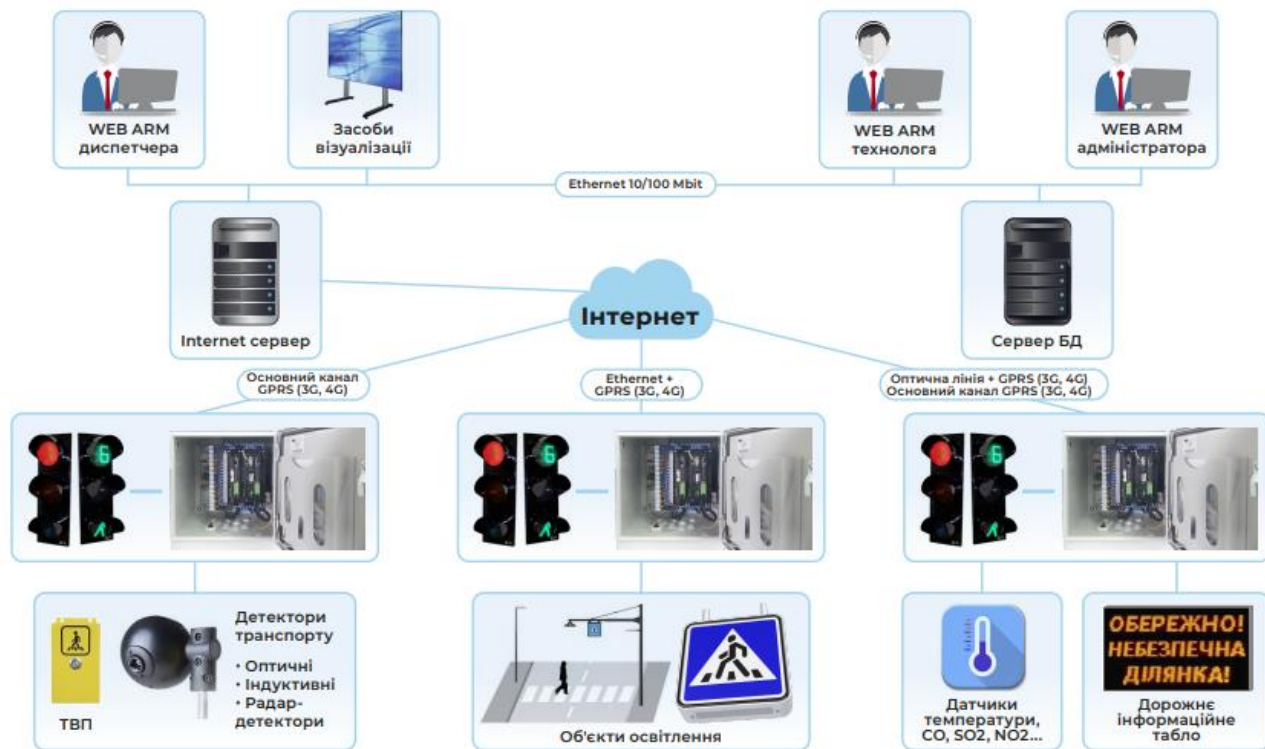 WEB ARM
диспетчера
Засоби
візуалізації
WEB ARM
технолога
WEB ARM
адміністратора
Ethernet 10/100 Mbit
Internet сервер
Інтернет
Сервер БД
Основний канал
GPRS (3G, 4G)
Ethernet +
GPRS (3G, 4G)
Оптична лінія + GPRS (3G, 4G)
Основний канал GPRS (3G, 4G)
6
6
6
ТВП
Детектори
транспорту
• Оптичні
• Індуктивні
• Радар-
детектори
Об'єкти освітлення
Датчики
температури,
CO, SO2, NO2...
ОБЕРЕЖНО!
НЕБЕЗПЕЧНА
ДІЛЯНКА!
Дорожнє
інформаційне
табло